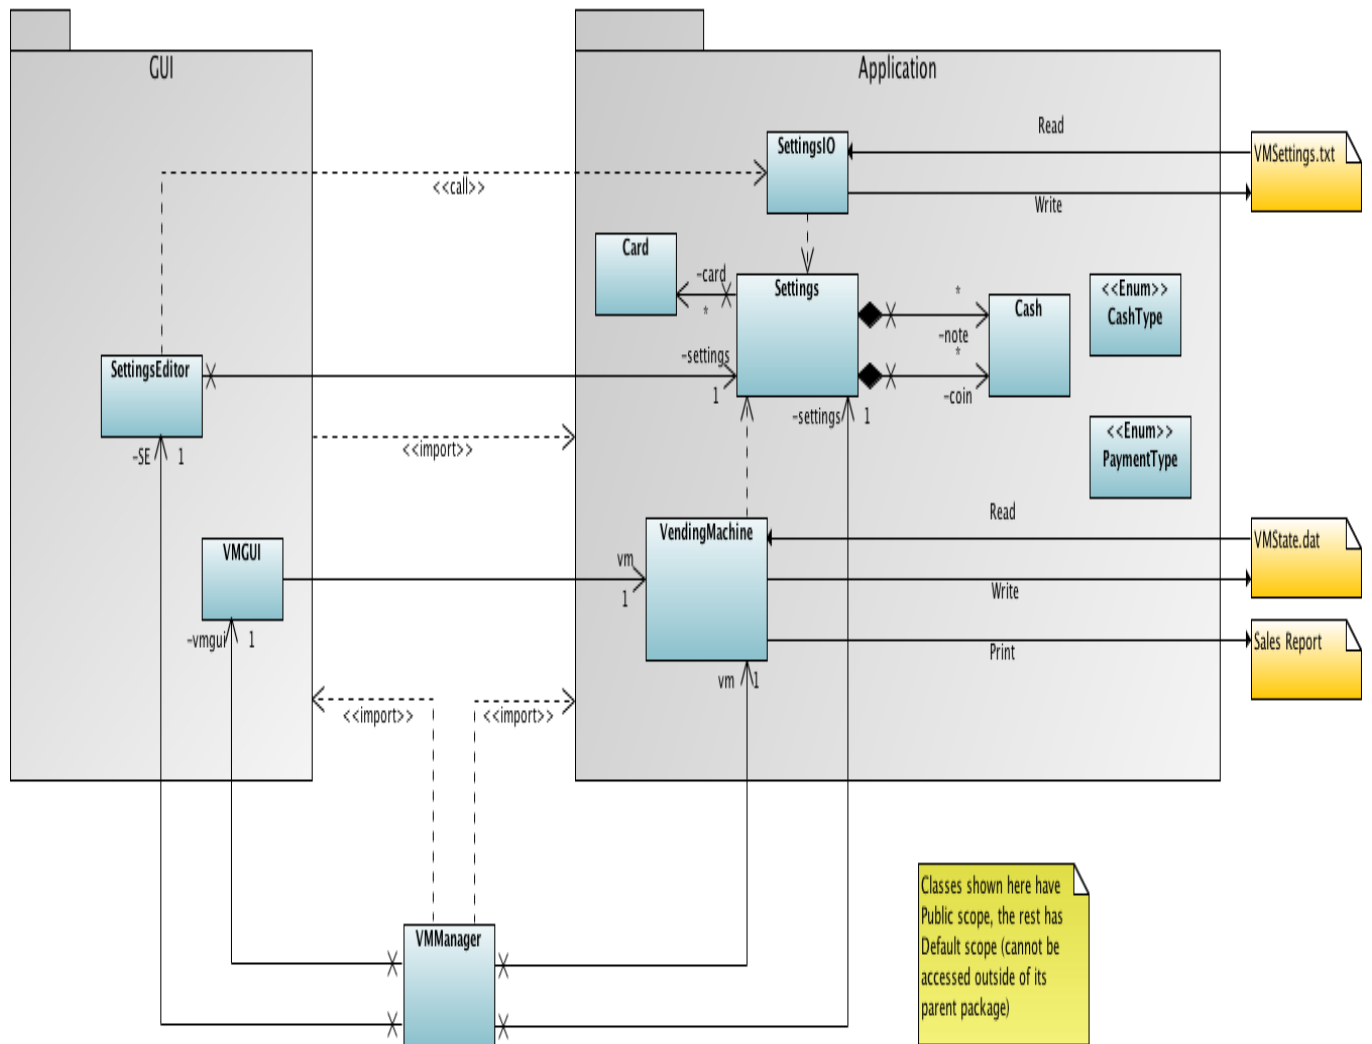 GUI
Application
SettingsIO
Read
VMSettings.txt
<<call>>
Write
Card
-card
*
Settings
*
Cash
-note
*
-coin
<<Enum>>
CashType
SettingsEditor
-settings
1
-settings
1
<<Enum>>
PaymentType
-SE
1
<<import>>
VendingMachine
Read
VMState.dat
VMGUI
vm
1
Write
-vmgui
1
Print
Sales Report
vm
1
<<import>>
<<import>>
VMManager
Classes shown here have
Public scope, the rest has
Default scope (cannot be
accessed outside of its
parent package)